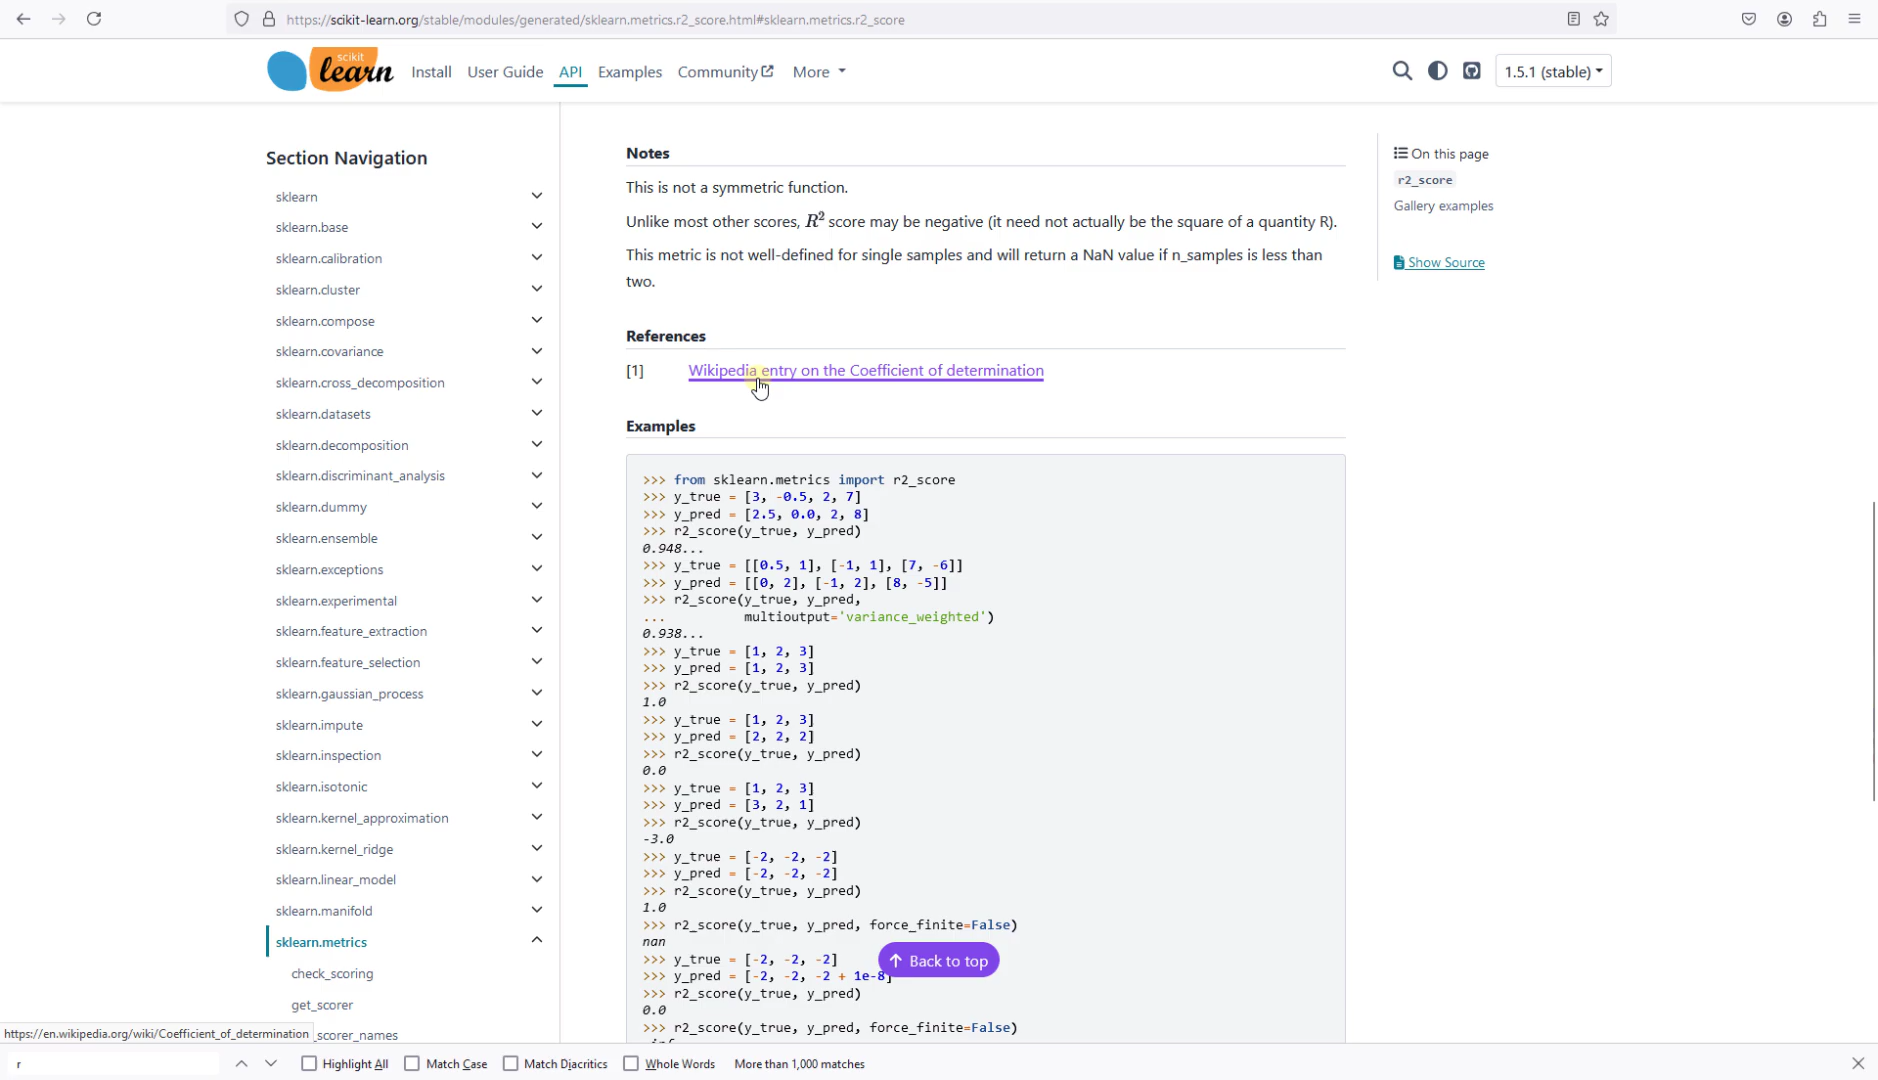 https://scikit-learn.org/stable/modules/generated/sklearn.metrics.r2_score.html#sklearn.metrics.r2_score
scikit
learn
Install
User Guide
API
Examples
Community
More
1.5.1 (stable)
Section Navigation
sklearn
sklearn.base
sklearn.calibration
sklearn.cluster
sklearn.compose
sklearn.covariance
sklearn.cross_decomposition
sklearn.datasets
sklearn.decomposition
sklearn.discriminant_analysis
sklearn.dummy
sklearn.ensemble
sklearn.exceptions
sklearn.experimental
sklearn.feature_extraction
sklearn.feature_selection
sklearn.gaussian_process
sklearn.impute
sklearn.inspection
sklearn.isotonic
sklearn.kernel_approximation
sklearn.kernel_ridge
sklearn.linear_model
sklearn.manifold
sklearn.metrics
check_scoring
get_scorer
_scorer_names
Notes
This is not a symmetric function.
Unlike most other scores, R² score may be negative (it need not actually be the square of a quantity R).
This metric is not well-defined for single samples and will return a NaN value if n_samples is less than
two.
References
[1] Wikipedia entry on the Coefficient of determination
Examples
>>> from sklearn.metrics import r2_score
>>> y_true = [3, -0.5, 2, 7]
>>> y_pred = [2.5, 0.0, 2, 8]
>>> r2_score(y_true, y_pred)
0.948...
>>> y_true = [[0.5, 1], [-1, 1], [7, -6]]
>>> y_pred = [[0, 2], [-1, 2], [8, -5]]
>>> r2_score(y_true, y_pred,
... multioutput='variance_weighted')
0.938...
>>> y_true = [1, 2, 3]
>>> y_pred = [1, 2, 3]
>>> r2_score(y_true, y_pred)
1.0
>>> y_true = [1, 2, 3]
>>> y_pred = [2, 2, 2]
>>> r2_score(y_true, y_pred)
0.0
>>> y_true = [1, 2, 3]
>>> y_pred = [3, 2, 1]
>>> r2_score(y_true, y_pred)
-3.0
>>> y_true = [-2, -2, -2]
>>> y_pred = [-2, -2, -2]
>>> r2_score(y_true, y_pred)
1.0
>>> r2_score(y_true, y_pred, force_finite=False)
nan
>>> y_true = [-2, -2, -2]
>>> y_pred = [-2, -2, -2 + 1e-8]
>>> r2_score(y_true, y_pred)
0.0
>>> r2_score(y_true, y_pred, force_finite=False)
Back to top
On this page
r2_score
Gallery examples
Show Source
https://en.wikipedia.org/wiki/Coefficient_of_determination
r
Highlight All
Match Case
Match Diacritics
Whole Words
More than 1,000 matches